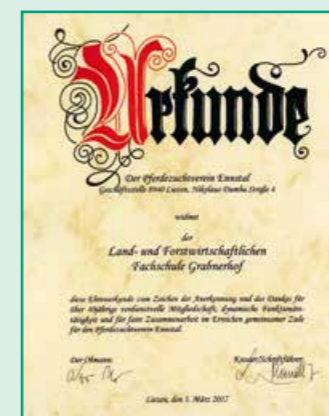 Urkunde
Der Pferdezuchtverein Ennstal
Geschäftsstelle 8940 Liezen, Nikolaus Dumba Straße 4
widmet
der
Land- und Forstwirtschaftlichen
Fachschule Grabnerhof
diese Ehrenurkunde zum Zeichen der Anerkennung und des Dankes für
über 40jährige verdienstvolle Mitgliedschaft, dynamische Funktionärs-
tätigkeit und für faire Zusammenarbeit im Erreichen gemeinsamer Ziele
für den Pferdezuchtverein Ennstal.
Der Obmann: Kassier/Schriftführer:
Liezen, den 5. März 2017